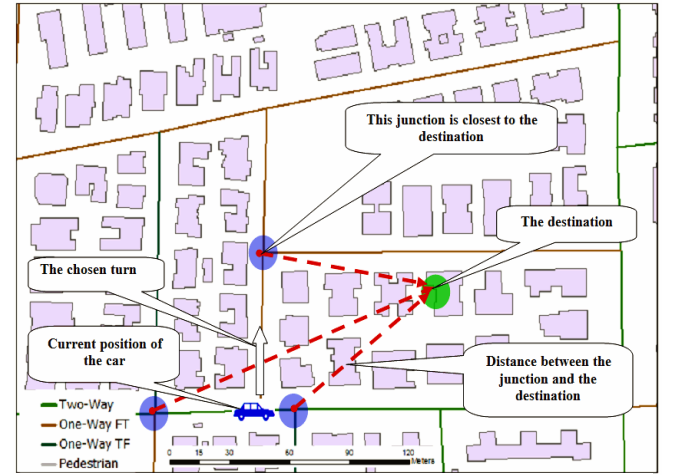 This junction is closest to the
destination
The destination
The chosen turn
Current position of
the car
Distance between the
junction and the
destination
Two-Way
One-Way FT
One-Way TF
Pedestrian
0 15 30 60 90 120
Meters